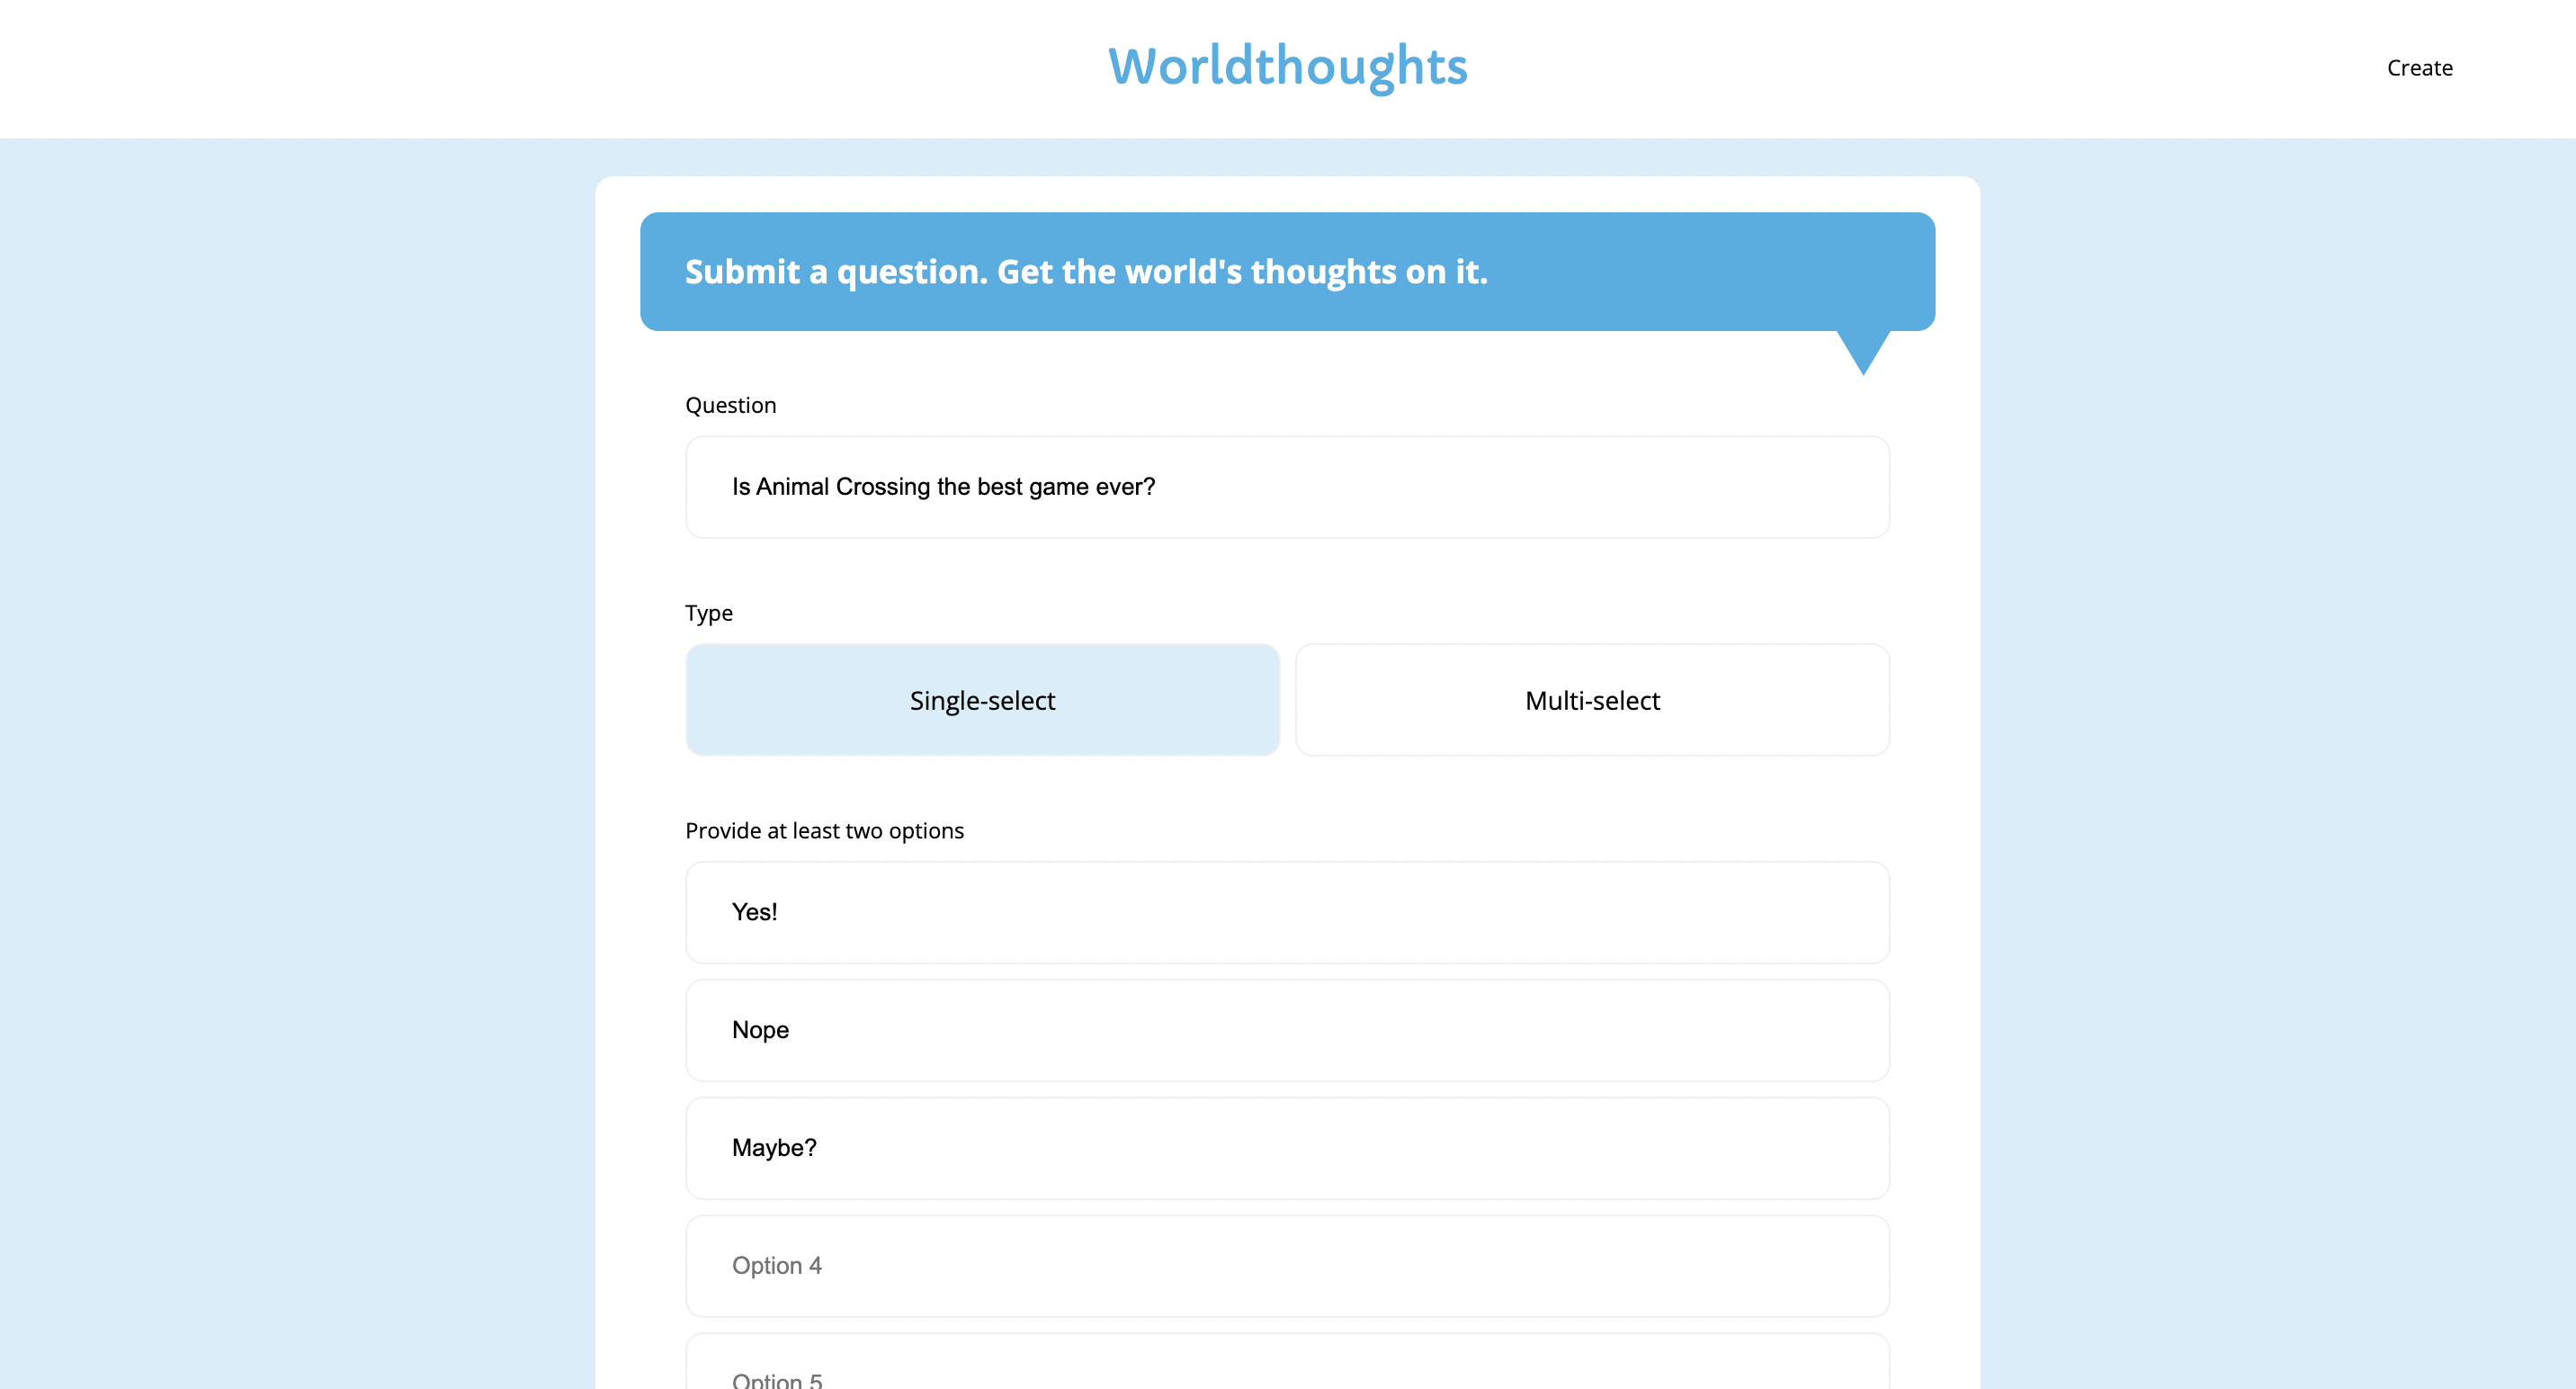 Worldthoughts
Create
Submit a question. Get the world's thoughts on it.
Question
Is Animal Crossing the best game ever?
Type
Single-select
Multi-select
Provide at least two options
Yes!
Nope
Maybe?
Option 4
Option 5